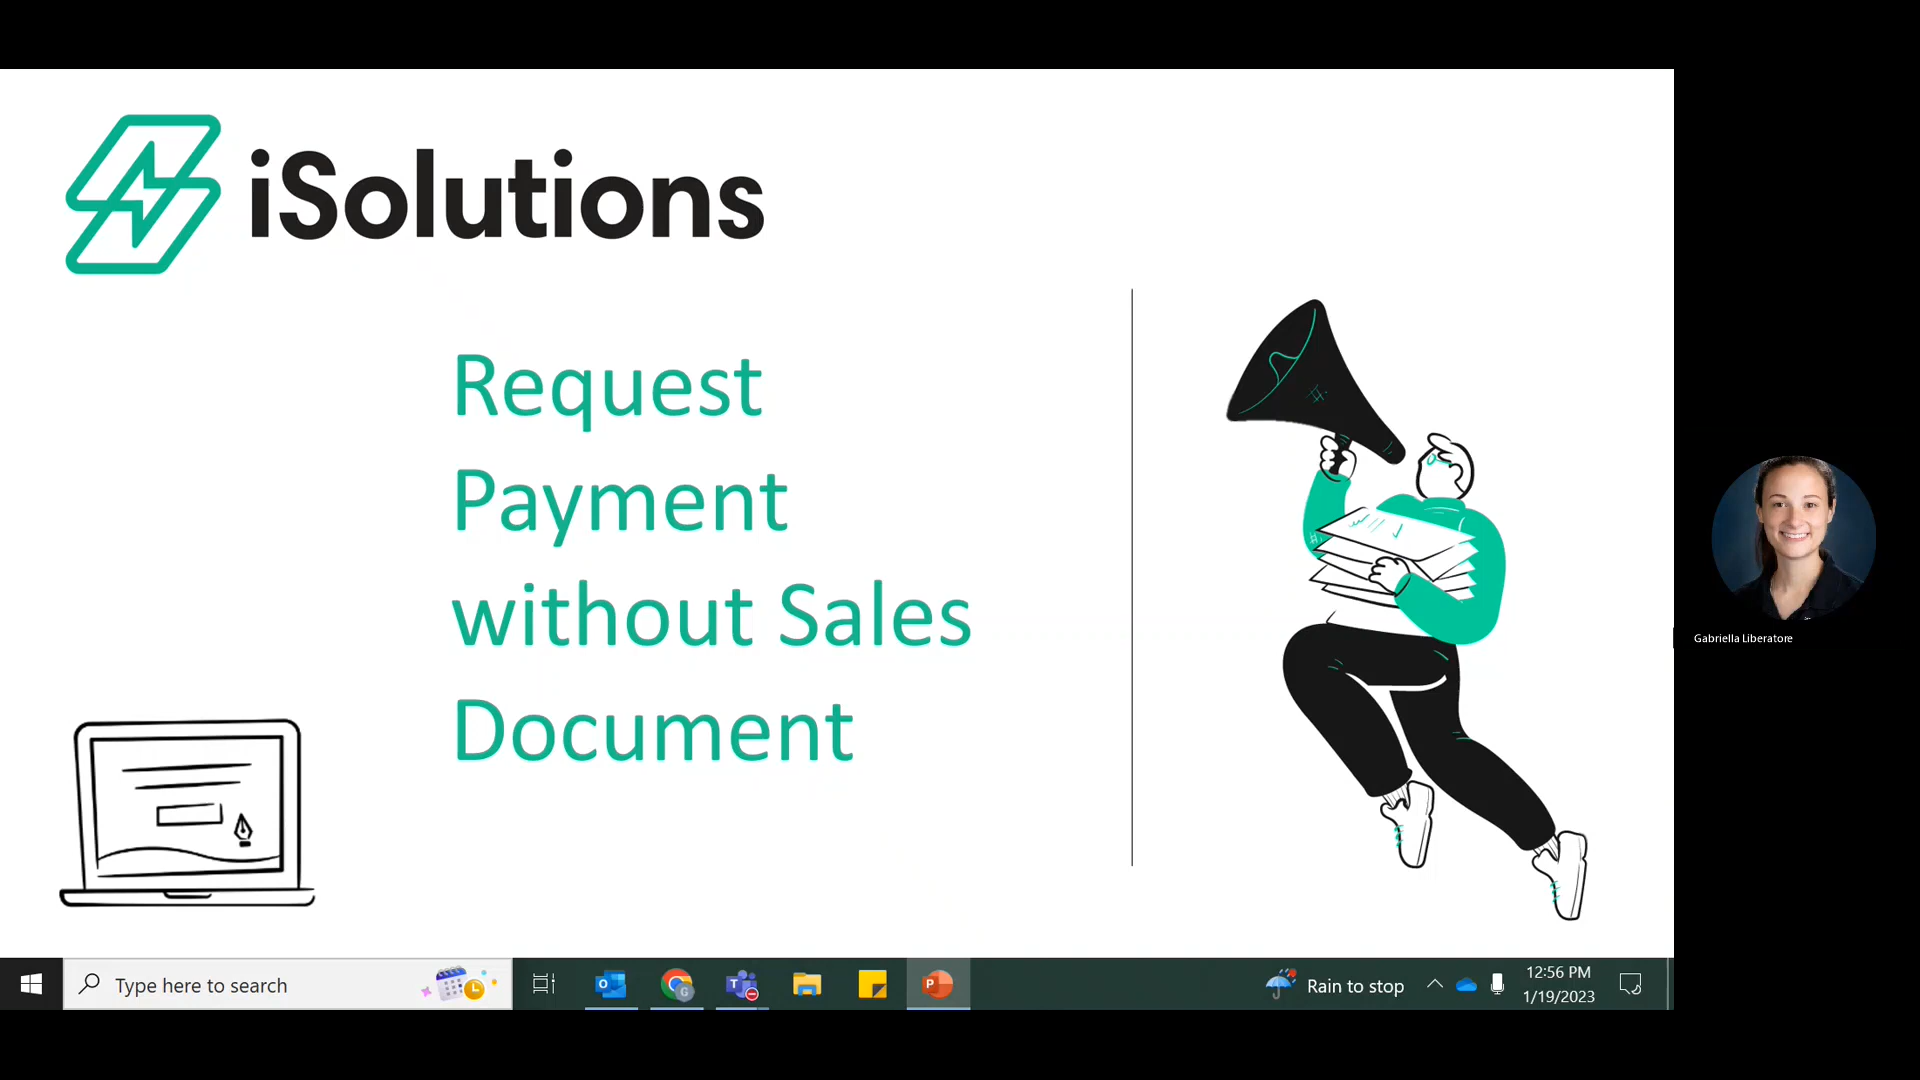 iSolutions
Request
Payment
without Sales
Document
Gabriella Liberatore
Type here to search
Rain to stop
12:56 PM
1/19/2023